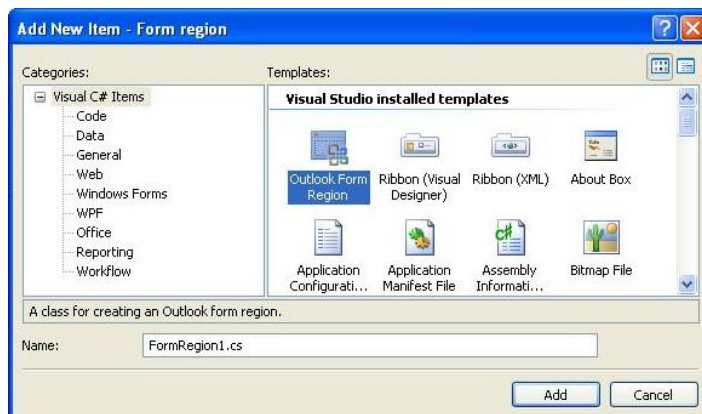 Add New Item - Form region
Categories:
Templates:
Visual C# Items
Code
Data
General
Web
Windows Forms
WPF
Office
Reporting
Workflow
Visual Studio installed templates
Outlook Form
Region
Ribbon (Visual
Designer)
Ribbon (XML)
About Box
Application
Configurati...
Application
Manifest File
Assembly
Informati...
Bitmap File
A class for creating an Outlook form region.
Name:
FormRegion1.cs
Add
Cancel